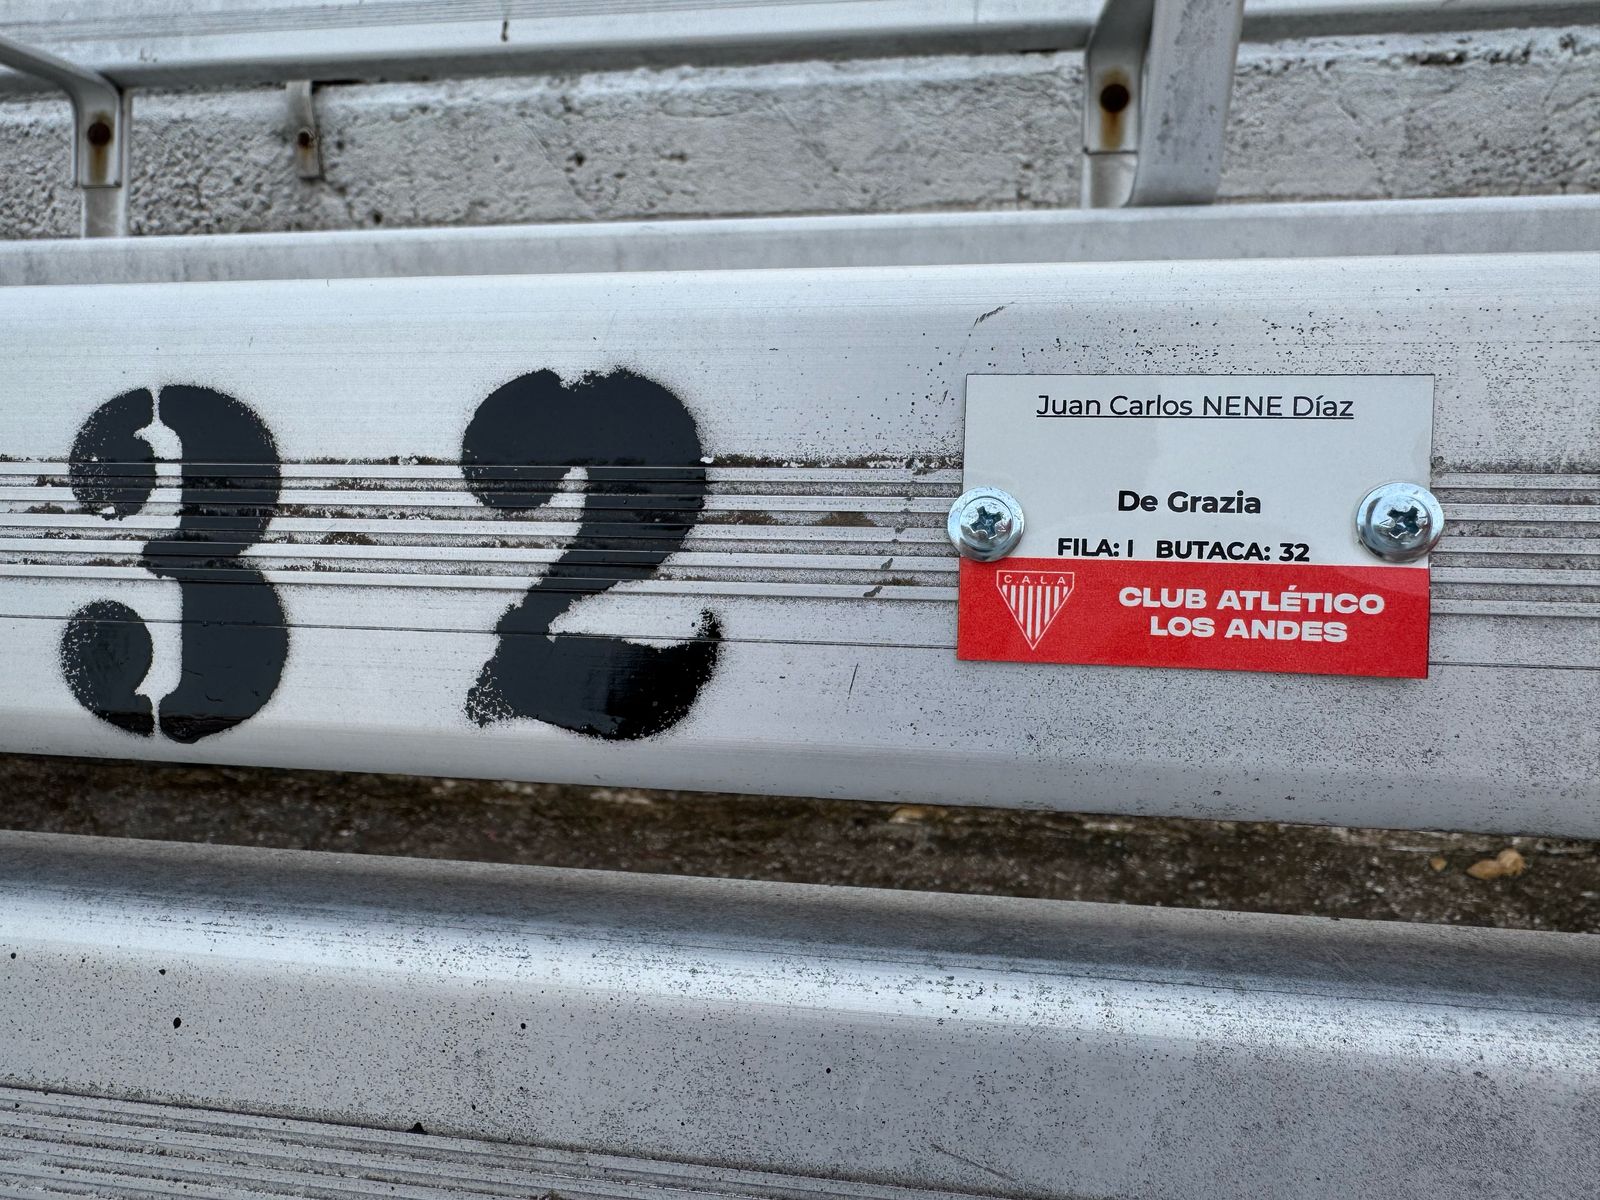 32
Juan Carlos NENE Díaz
De Grazia
FILA: I BUTACA: 32
C.A.L.A
CLUB ATLÉTICO
LOS ANDES